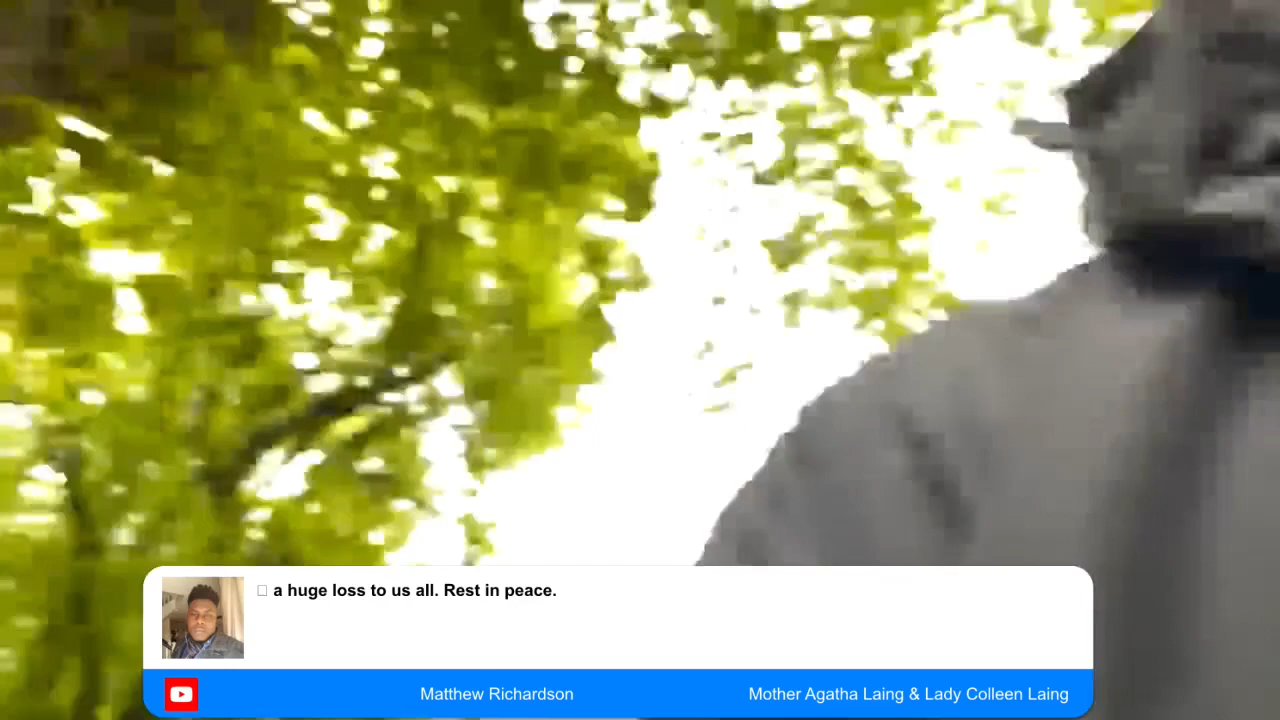 □ a huge loss to us all. Rest in peace.
Matthew Richardson
Mother Agatha Laing & Lady Colleen Laing